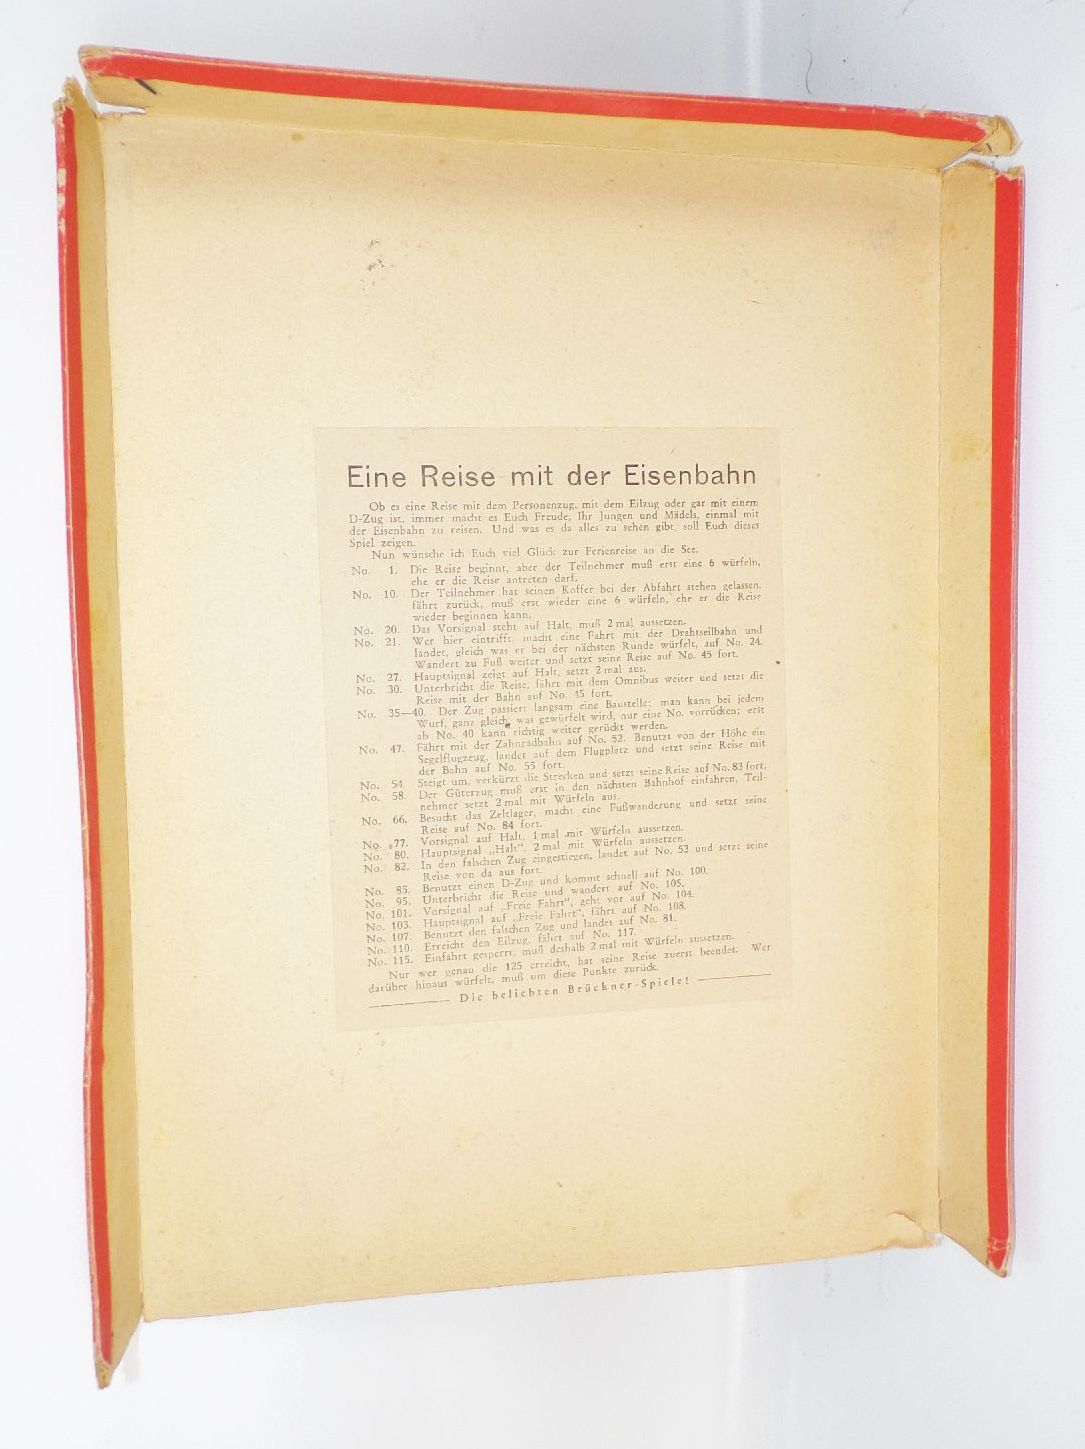 Eine Reise mit der Eisenbahn
Ob es eine Reise mit dem Personenzug, mit dem Eilzug oder gar mit einem
D-Zug ist, immer macht es Euch Freude, Ihr Jungen und Mädels, einmal mit
der Eisenbahn zu reisen. Und was es da alles zu sehen gibt, soll Euch dieses
Spiel zeigen.
Nun wünsche ich Euch viel Glück zur Ferienreise an die See.
No. 1. Die Reise beginnt, aber der Teilnehmer muß erst eine 6 würfeln,
ehe er die Reise antreten darf.
No. 10. Der Teilnehmer hat seinen Koffer bei der Abfahrt stehen gelassen,
fährt zurück, muß erst wieder eine 6 würfeln, ehe er die Reise
wieder beginnen kann.
No. 20. Das Vorsignal steht auf Halt, muß 2 mal aussetzen.
No. 21. Wer hier eintrifft, macht eine Fahrt mit der Drahtseilbahn und
landet, gleich was er bei der nächsten Runde würfelt, auf No. 24.
Wandert zu Fuß weiter und setzt seine Reise auf No. 45 fort.
No. 27. Hauptsignal zeigt auf Halt, setzt 2 mal aus.
No. 30. Unterbricht die Reise, fährt mit dem Omnibus weiter und setzt die
Reise mit der Bahn auf No. 45 fort.
No. 35—40. Der Zug passiert langsam eine Baustelle; man kann bei jedem
Wurf, ganz gleich, was gewürfelt wird, nur eine No. vorrücken; erst
ab No. 40 kann richtig weiter gerückt werden.
No. 47. Fährt mit der Zahnradbahn auf No. 52. Benutzt von der Höhe ein
Segelflugzeug, landet auf dem Flugplatz und setzt seine Reise mit
der Bahn auf No. 55 fort.
No. 54. Steigt um, verkürzt die Strecken und setzt seine Reise auf No. 83 fort.
No. 58. Der Güterzug muß erst in den nächsten Bahnhof einfahren, Teil-
nehmer setzt 2 mal mit Würfeln aus.
No. 66. Besucht das Zeltlager, macht eine Fußwanderung und setzt seine
Reise auf No. 84 fort.
No. 77. Vorsignal auf Halt, 1 mal mit Würfeln aussetzen.
No. 80. Hauptsignal „Halt“, 2 mal mit Würfeln aussetzen.
No. 82. In den falschen Zug eingestiegen, landet auf No. 53 und setzt seine
Reise von da aus fort.
No. 85. Benutzt einen D-Zug und kommt schnell auf No. 100.
No. 95. Unterbricht die Reise und wandert auf No. 105.
No. 101. Vorsignal auf „Freie Fahrt“, geht vor auf No. 104.
No. 103. Hauptsignal auf „Freie Fahrt“, fährt auf No. 108.
No. 107. Benutzt den falschen Zug und landet auf No. 81.
No. 110. Erreicht den Eilzug, fährt auf No. 117.
No. 115. Einfahrt gesperrt, muß deshalb 2 mal mit Würfeln aussetzen.
Nur wer genau die 125 erreicht, hat seine Reise zuerst beendet. Wer
darüber hinaus würfelt, muß um diese Punkte zurück.
Die beliebten Brückner-Spiele!